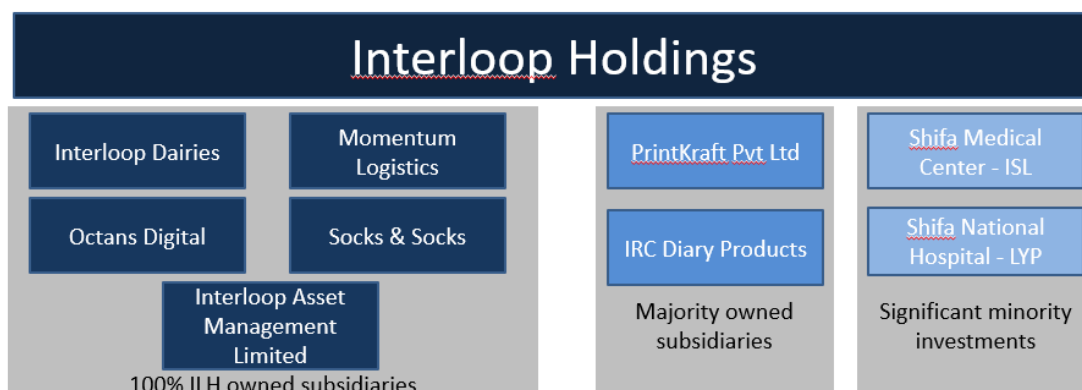 Interloop Holdings
Interloop Dairies
Momentum
Logistics
Octans Digital
Socks & Socks
Interloop Asset
Management
Limited
100% ILH owned subsidiaries
PrintKraft Pvt Ltd
IRC Diary Products
Majority owned
subsidiaries
Shifa Medical
Center - ISL
Shifa National
Hospital - LYP
Significant minority
investments